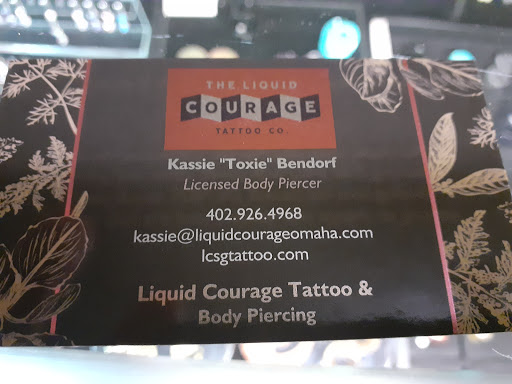 THE LIQUID
COURAGE
TATTOO CO.
Kassie "Toxie" Bendorf
Licensed Body Piercer
402.926.4968
kassie@liquidcourageomaha.com
lcsgtattoo.com
Liquid Courage Tattoo &
Body Piercing